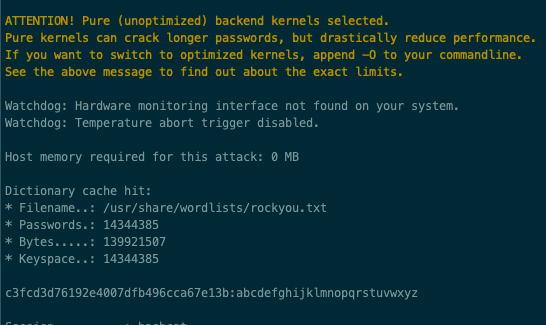 ATTENTION! Pure (unoptimized) backend kernels selected.
Pure kernels can crack longer passwords, but drastically reduce performance.
If you want to switch to optimized kernels, append -O to your commandline.
See the above message to find out about the exact limits.
Watchdog: Hardware monitoring interface not found on your system.
Watchdog: Temperature abort trigger disabled.
Host memory required for this attack: 0 MB
Dictionary cache hit:
* Filename..: /usr/share/wordlists/rockyou.txt
* Passwords.: 14344385
* Bytes.....: 139921507
* Keyspace..: 14344385
c3fcd3d76192e4007dfb496cca67e13b:abcdefghijklmnopqrstuvwxyz